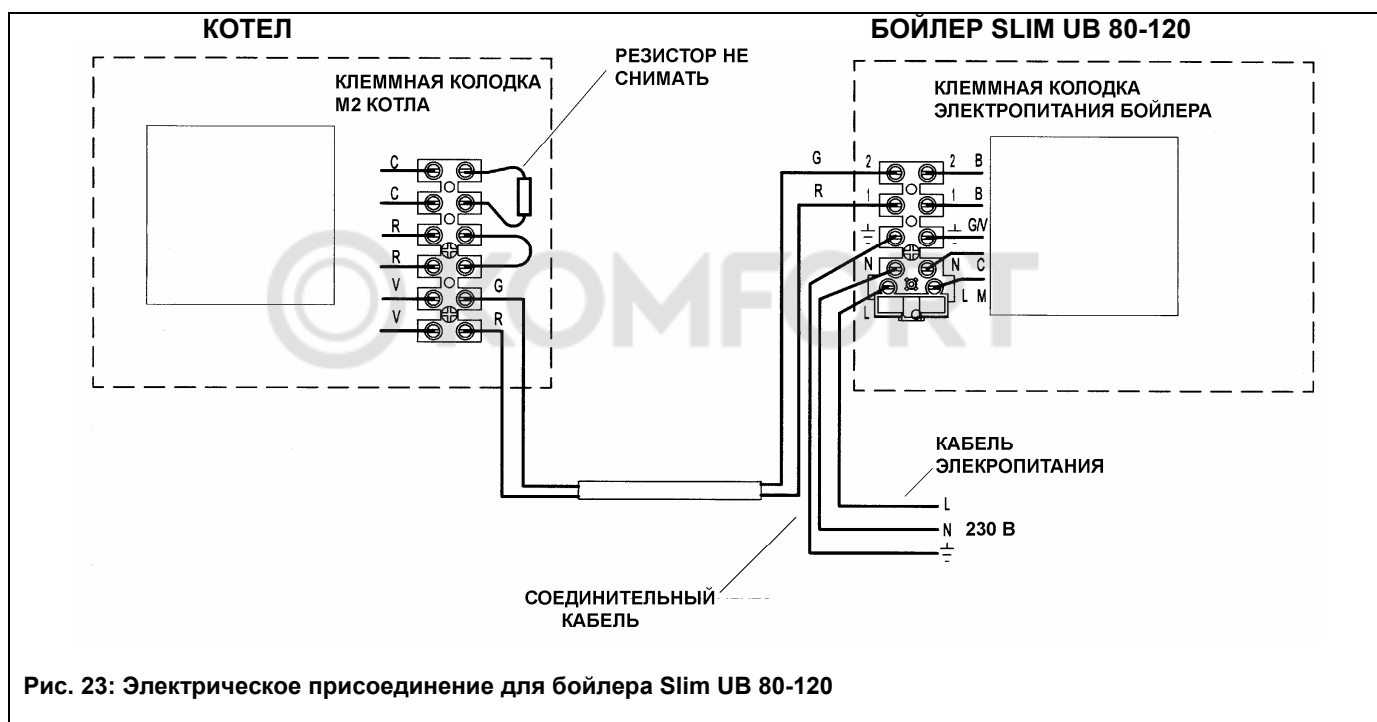 КОТЕЛ
БОЙЛЕР SLIM UB 80-120
РЕЗИСТОР НЕ
СНИМАТЬ
КЛЕММНАЯ КОЛОДКА
М2 КОТЛА
КЛЕММНАЯ КОЛОДКА
ЭЛЕКТРОПИТАНИЯ БОЙЛЕРА
C
C
R
R
V
V
G
R
G
R
2
1
N
L
2 B
1 B
G/V
N C
L M
KOMFORT
КАБЕЛЬ
ЭЛЕКРОПИТАНИЯ
L
N 230 В
СОЕДИНИТЕЛЬНЫЙ
КАБЕЛЬ
Рис. 23: Электрическое присоединение для бойлера Slim UB 80-120